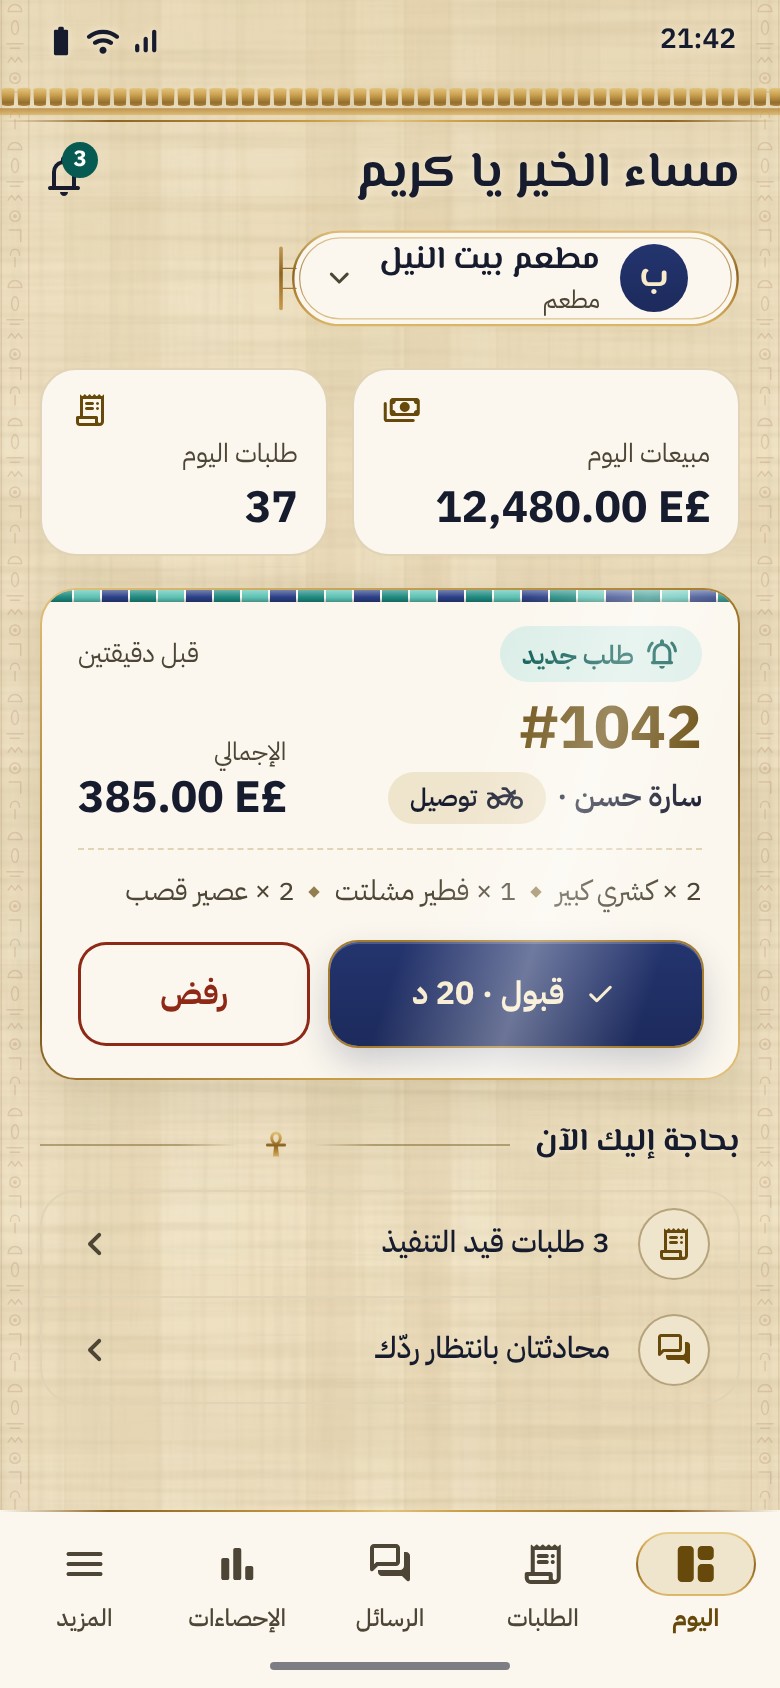 21:42
مساء الخير يا كريم
3
ب
مطعم بيت النيل
مطعم
مبيعات اليوم
12,480.00 E£
طلبات اليوم
37
طلب جديد
قبل دقيقتين
#1042
الإجمالي
سارة حسن · توصيل
385.00 E£
2 × كشري كبير ◆ 1 × فطير مشلتت ◆ 2 × عصير قصب
قبول · 20 د
رفض
بحاجة إليك الآن
3 طلبات قيد التنفيذ
محادثتان بانتظار ردّك
اليوم
الطلبات
الرسائل
الإحصاءات
المزيد